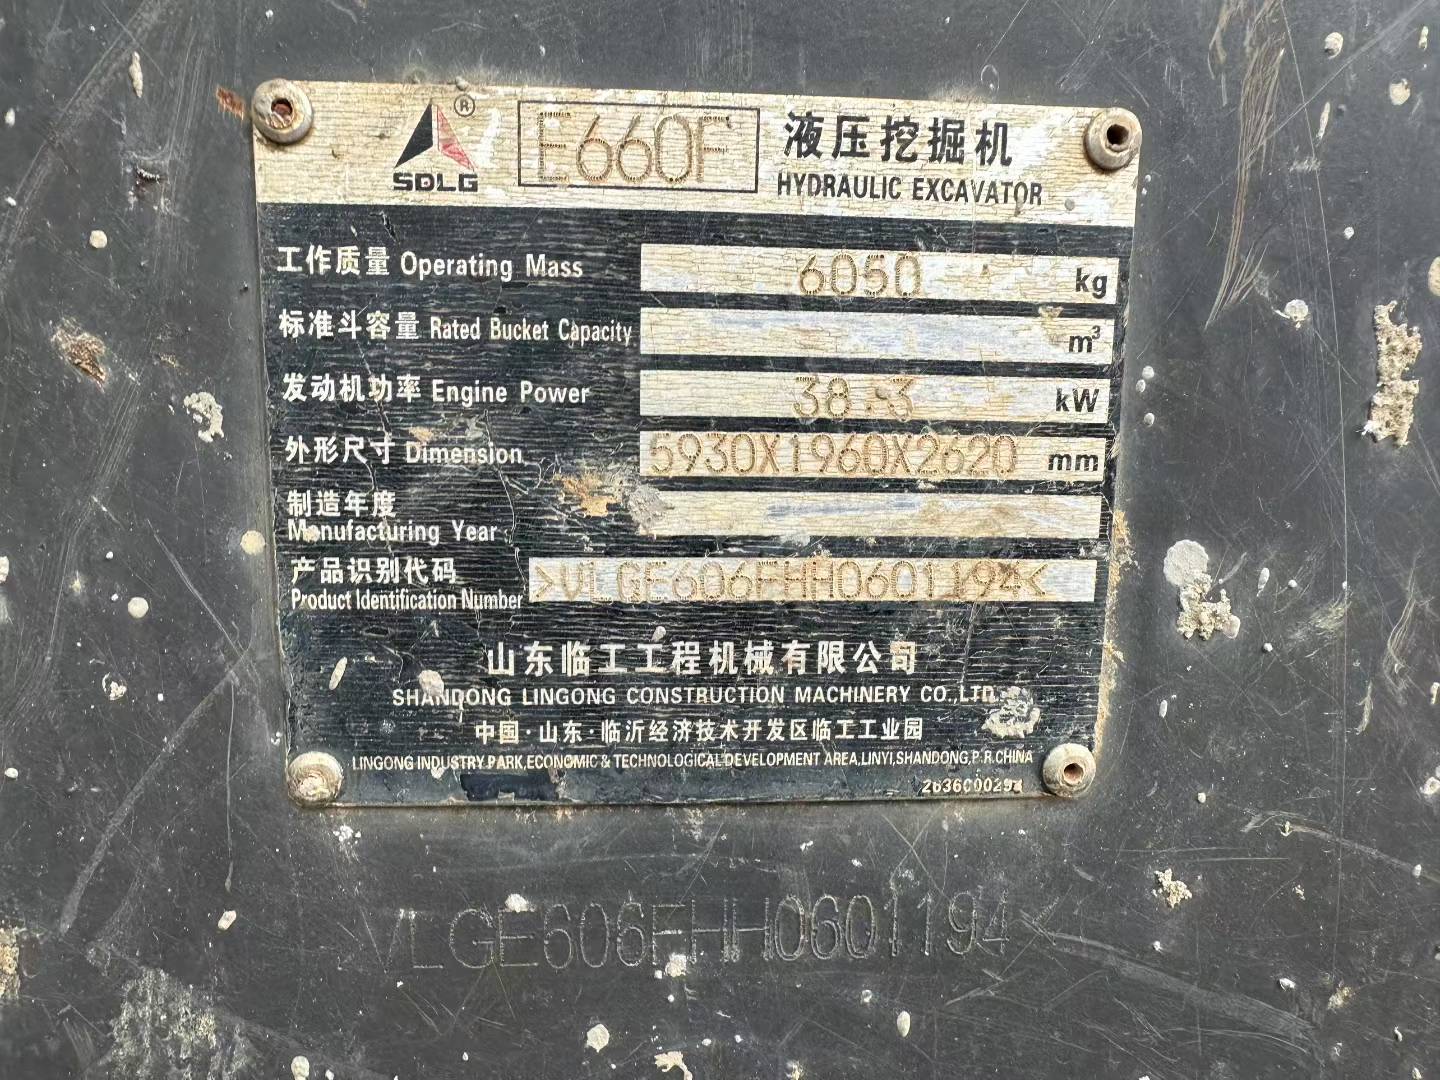 SDLG ®
E660F
液压挖掘机
HYDRAULIC EXCAVATOR
工作质量 Operating Mass 6050 kg
标准斗容量 Rated Bucket Capacity m³
发动机功率 Engine Power 38.3 kW
外形尺寸 Dimension 5930X1960X2620 mm
制造年度
Manufacturing Year
产品识别代码
Product Identification Number >VLGE606FHH0601194<
山东临工工程机械有限公司
SHANDONG LINGONG CONSTRUCTION MACHINERY CO.,LTD.
中国·山东·临沂经济技术开发区临工工业园
LINGONG INDUSTRY PARK,ECONOMIC & TECHNOLOGICAL DEVELOPMENT AREA,LINYI,SHANDONG,P.R.CHINA
VLGE606FHH0601194